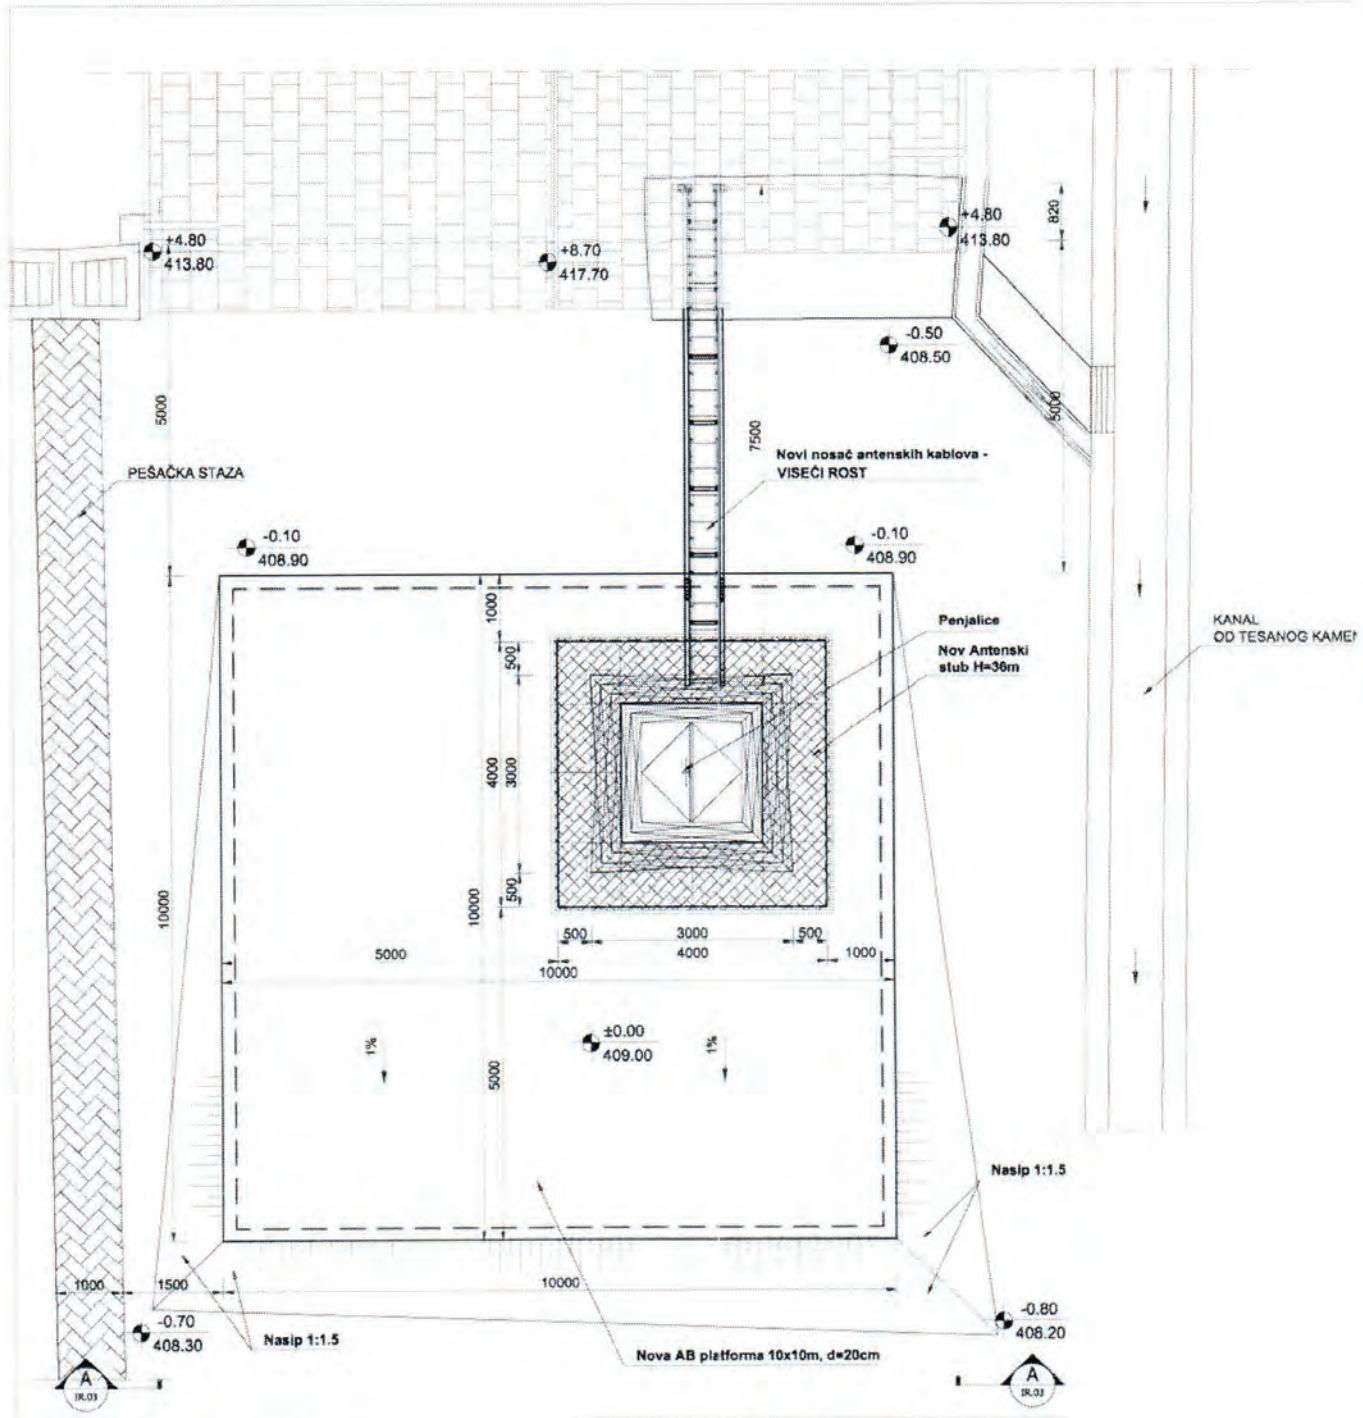 +4.80
413.80
+8.70
417.70
+4.80
413.80
820
-0.50
408.50
5000
5000
7500
Novi nosač antenskih kablova -
VISEĆI ROST
PEŠAČKA STAZA
-0.10
408.90
-0.10
408.90
1000
Penjalice
KANAL
OD TESANOG KAMEN
Nov Antenski
stub H=36m
500
4000
3000
10000
10000
500
500
3000
500
5000
4000
1000
10000
±0.00
409.00
1%
1%
5000
Nasip 1:1.5
1000
1500
10000
-0.70
408.30
-0.80
408.20
Nasip 1:1.5
Nova AB platforma 10x10m, d=20cm
A
IR.03
A
IR.03